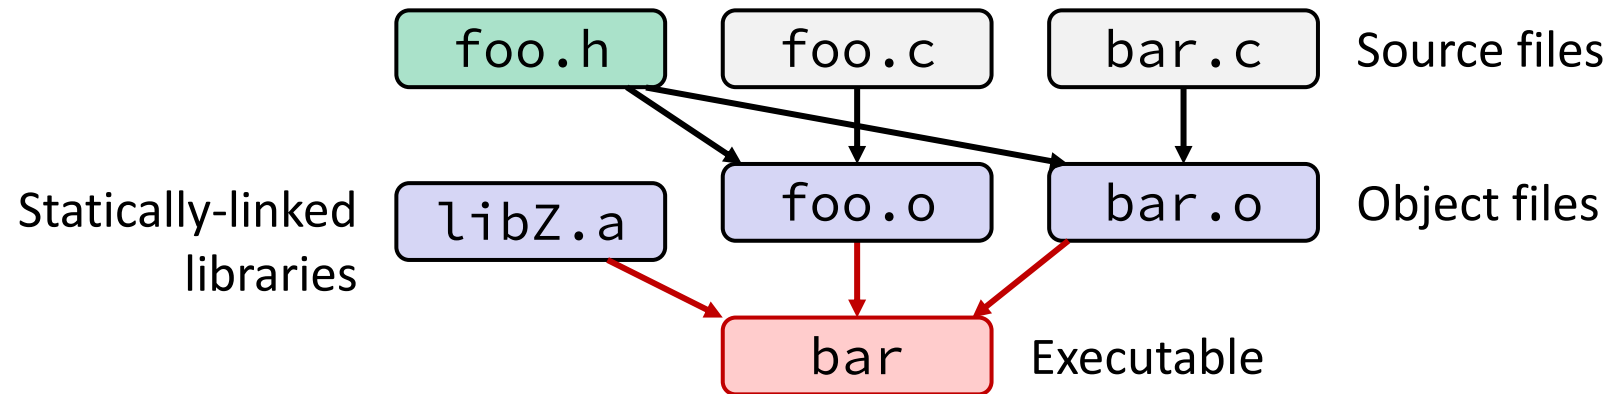 foo.h foo.c bar.c Source files
Statically-linked
libraries
libZ.a foo.o bar.o Object files
bar Executable